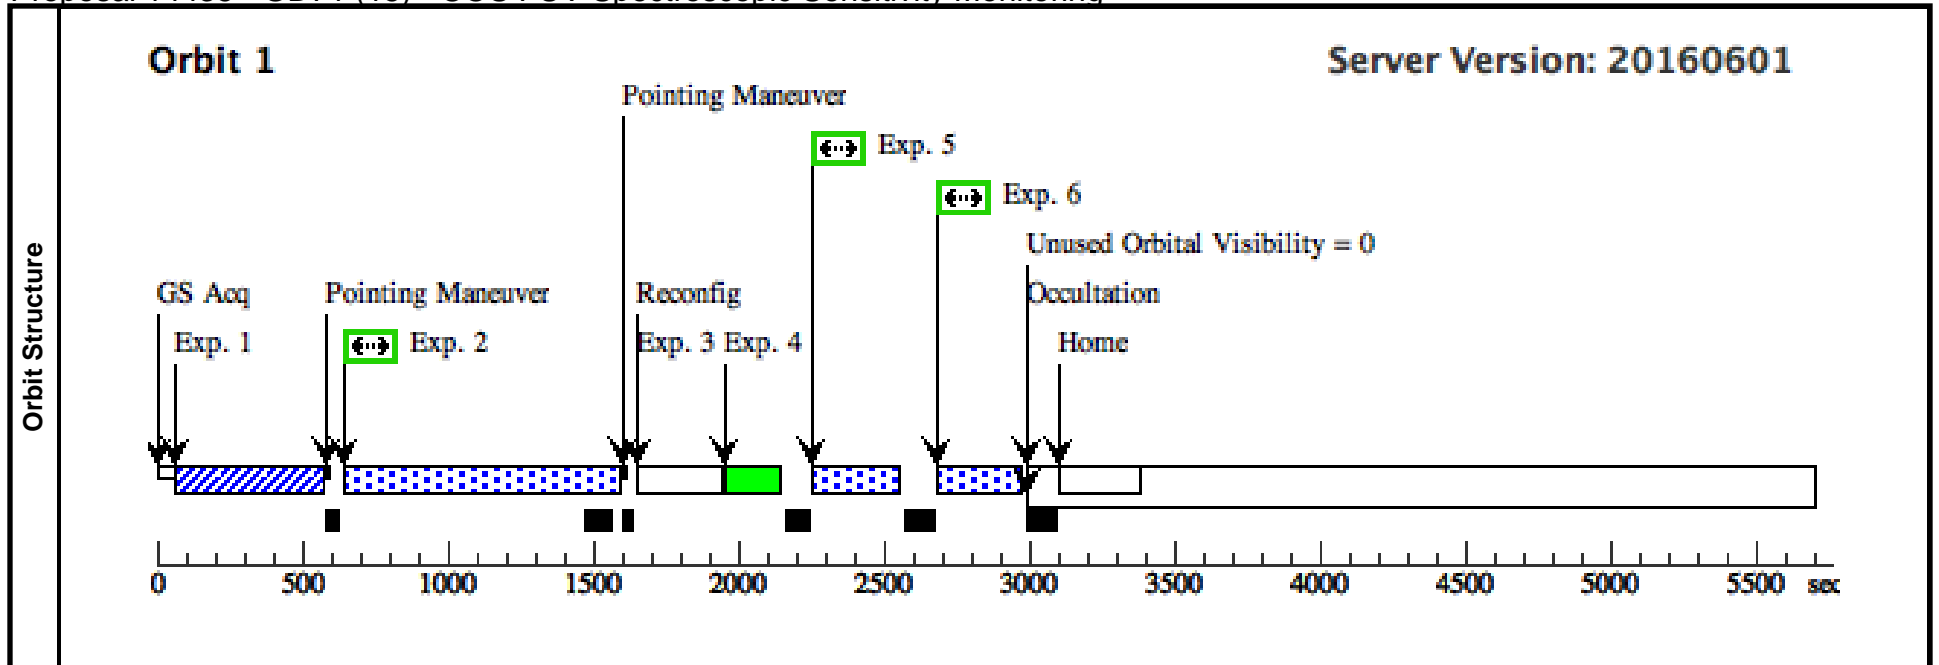 Orbit 1
Server Version: 20160601
Pointing Maneuver
Exp. 5
Exp. 6
Unused Orbital Visibility = 0
GS Acq
Pointing Maneuver
Reconfig
Occultation
Exp. 1
Exp. 2
Exp. 3
Exp. 4
Home
Orbit Structure
0 500 1000 1500 2000 2500 3000 3500 4000 4500 5000 5500 sec